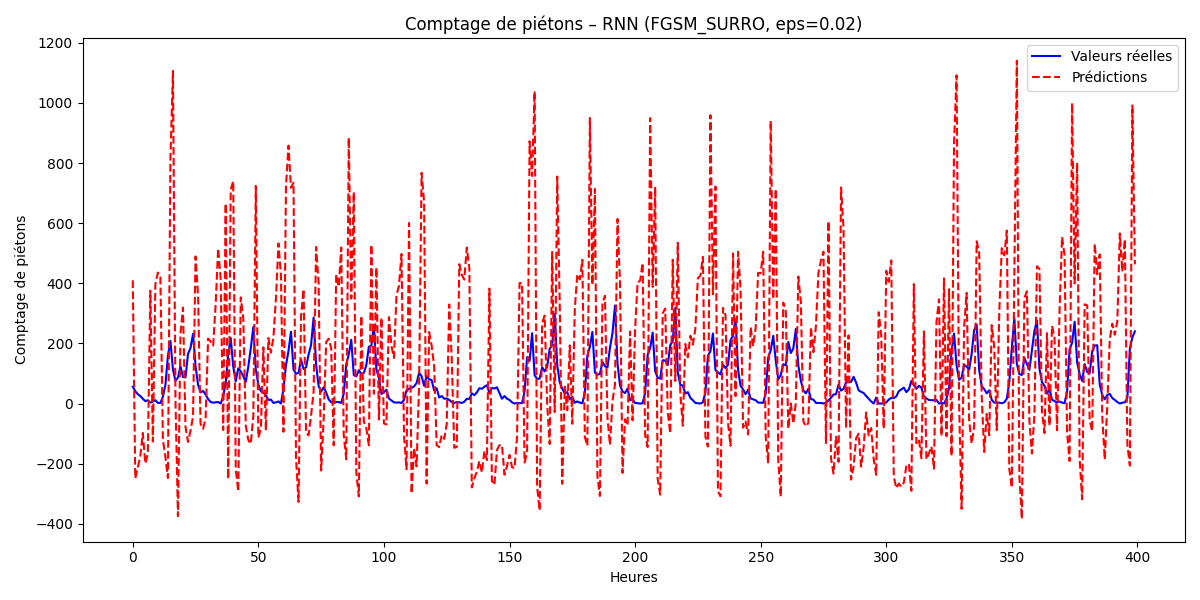 Comptage de piétons – RNN (FGSM_SURRO, eps=0.02)
Valeurs réelles
Prédictions
Comptage de piétons
1200
1000
800
600
400
200
0
−200
−400
0 50 100 150 200 250 300 350 400
Heures